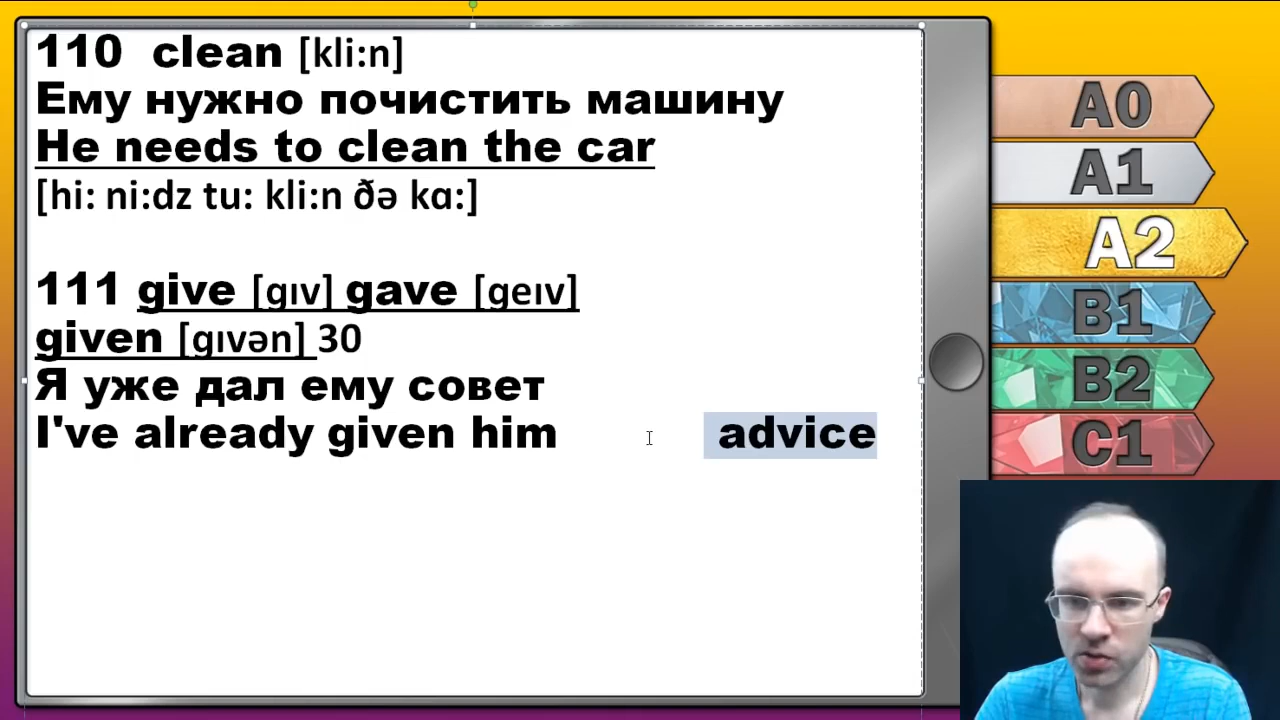 110 clean [kli:n]
Ему нужно почистить машину
He needs to clean the car
[hi: ni:dz tu: kli:n ðə kɑ:]
111 give [gɪv] gave [geɪv]
given [gɪvən] 30
Я уже дал ему совет
I've already given him advice
A0
A1
A2
B1
B2
C1